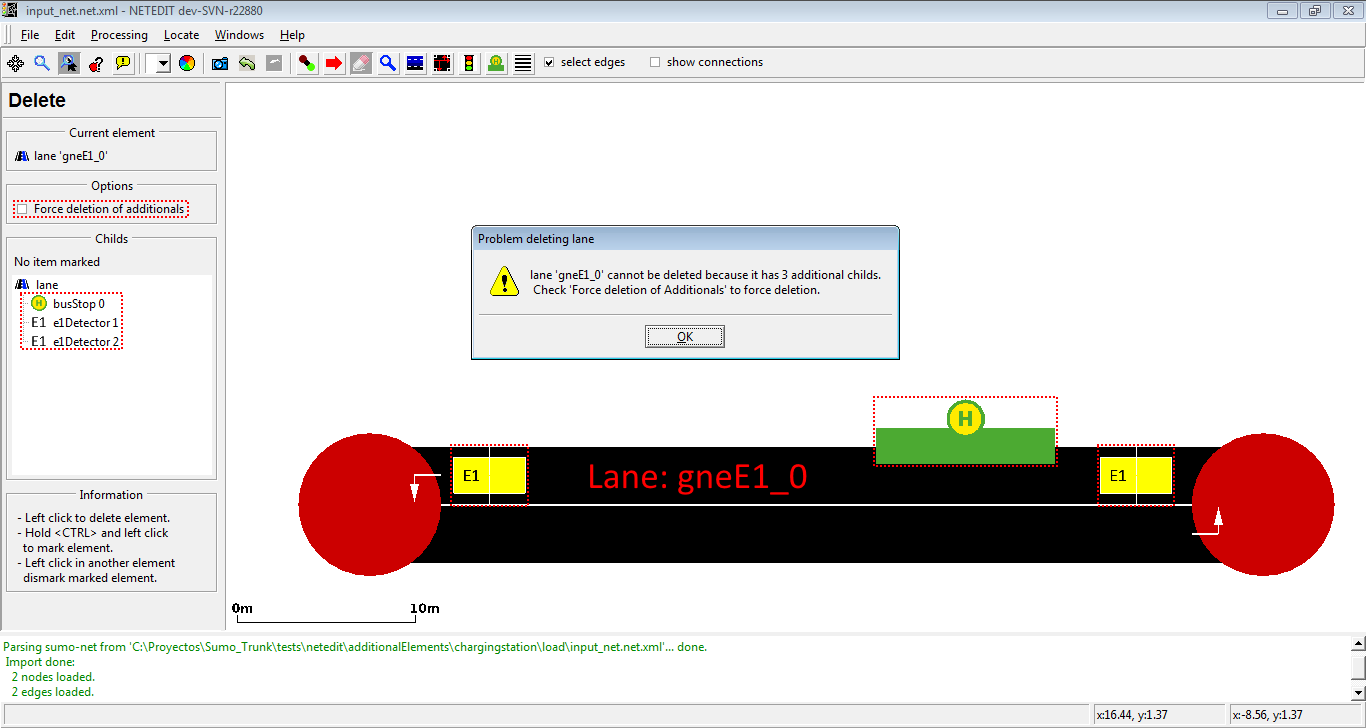 input_net.net.xml - NETEDIT dev-SVN-r22880
File Edit Processing Locate Windows Help
select edges show connections
Delete
Current element
lane 'gneE1_0'
Options
Force deletion of additionals
Childs
No item marked
lane
H busStop 0
E1 e1Detector 1
E1 e1Detector 2
Information
- Left click to delete element.
- Hold <CTRL> and left click
to mark element.
- Left click in another element
dismark marked element.
Problem deleting lane
lane 'gneE1_0' cannot be deleted because it has 3 additional childs.
Check 'Force deletion of Additionals' to force deletion.
OK
H
E1
Lane: gneE1_0
E1
0m 10m
Parsing sumo-net from 'C:\Proyectos\Sumo_Trunk\tests\netedit\additionalElements\chargingstation\load\input_net.net.xml'... done.
Import done:
2 nodes loaded.
2 edges loaded.
x:16.44, y:1.37 x:-8.56, y:1.37